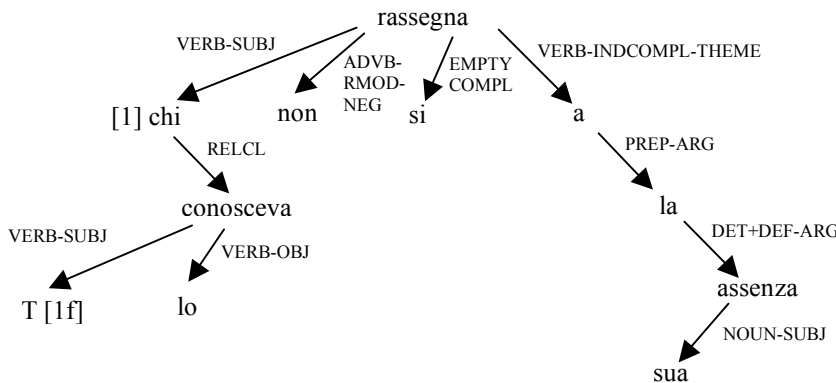 rassegna
VERB-SUBJ
ADVB-
RMOD-
NEG
EMPTY
COMPL
VERB-INDCOMPL-THEME
[1] chi
non
si
a
RELCL
PREP-ARG
conosceva
la
VERB-SUBJ
VERB-OBJ
DET+DEF-ARG
T [1f]
lo
assenza
NOUN-SUBJ
sua